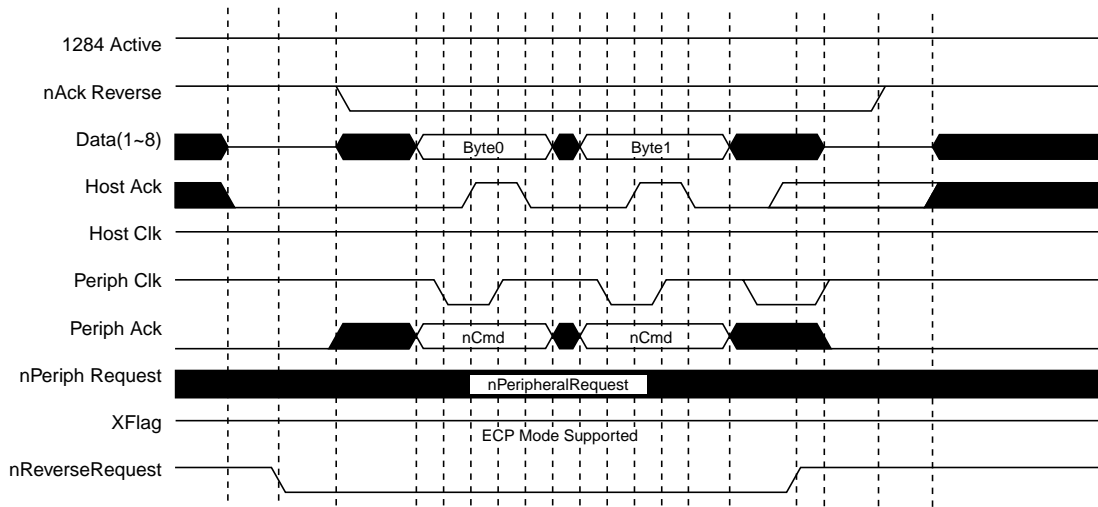 1284 Active
nAck Reverse
Data(1~8)
Byte0
Byte1
Host Ack
Host Clk
Periph Clk
Periph Ack
nCmd
nCmd
nPeriph Request
nPeripheralRequest
XFlag
ECP Mode Supported
nReverseRequest